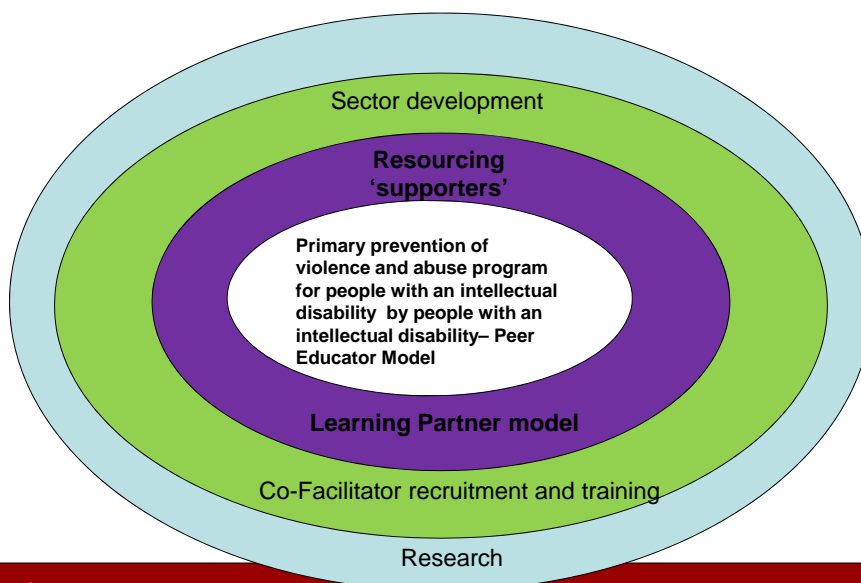 Sector development
Resourcing
‘supporters’
Primary prevention of
violence and abuse program
for people with an intellectual
disability  by people with an
intellectual disability– Peer
Educator Model
Learning Partner model
Co-Facilitator recruitment and training
Research